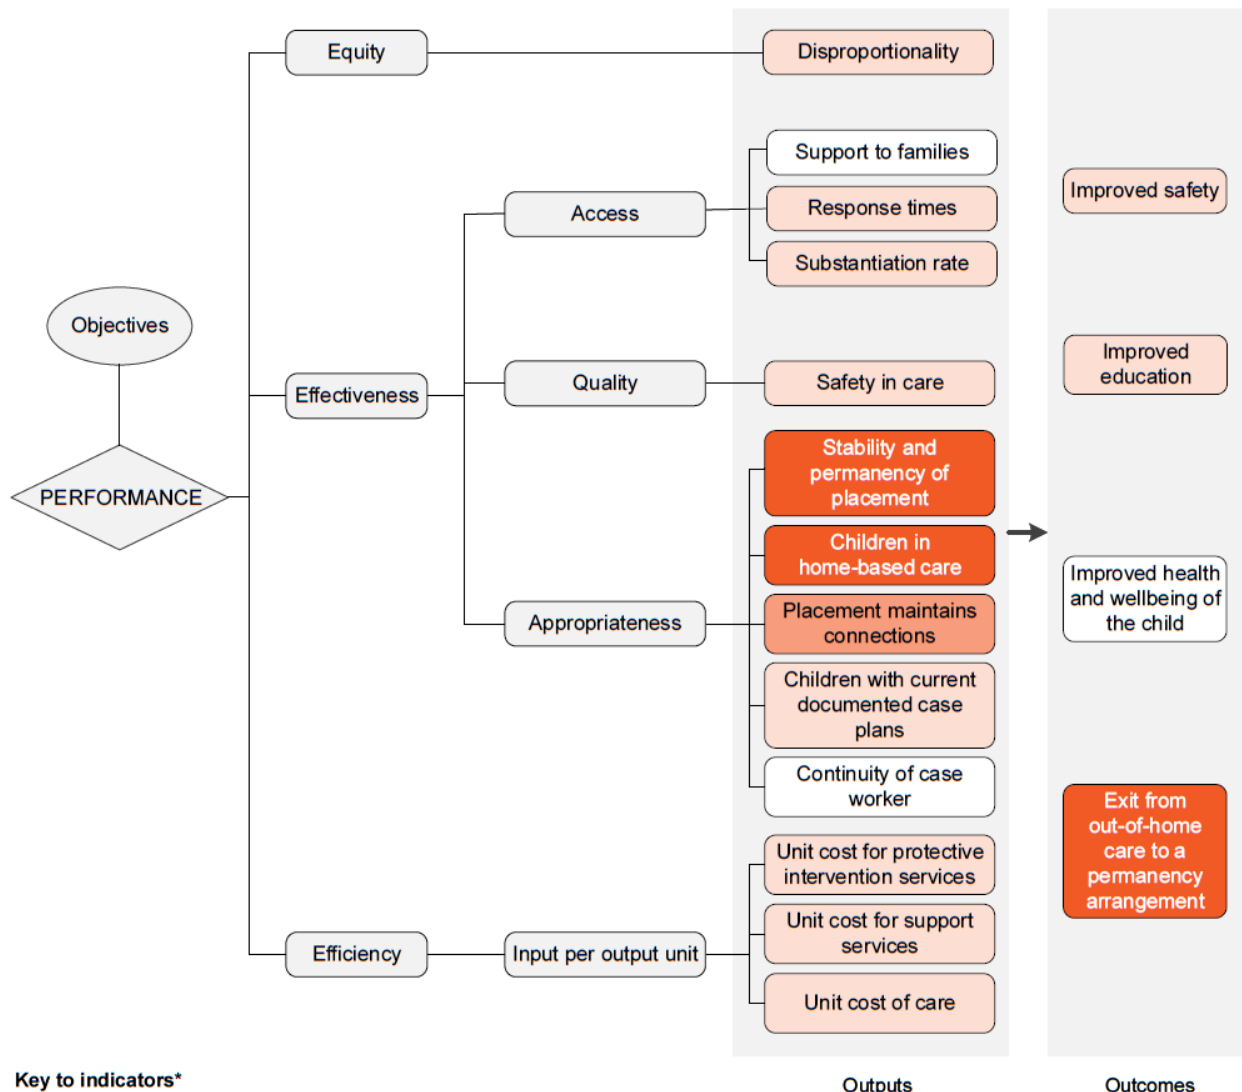 Equity
Disproportionality
Support to families
Access
Response times
Substantiation rate
Improved safety
Objectives
Effectiveness
Quality
Safety in care
Improved
education
PERFORMANCE
Stability and
permanency of
placement
Children in
home-based care
Appropriateness
Placement maintains
connections
Children with current
documented case
plans
Continuity of case
worker
Improved health
and wellbeing of
the child
Exit from
out-of-home
care to a
permanency
arrangement
Efficiency
Input per output unit
Unit cost for protective
intervention services
Unit cost for support
services
Unit cost of care
Key to indicators*
Outputs
Outcomes